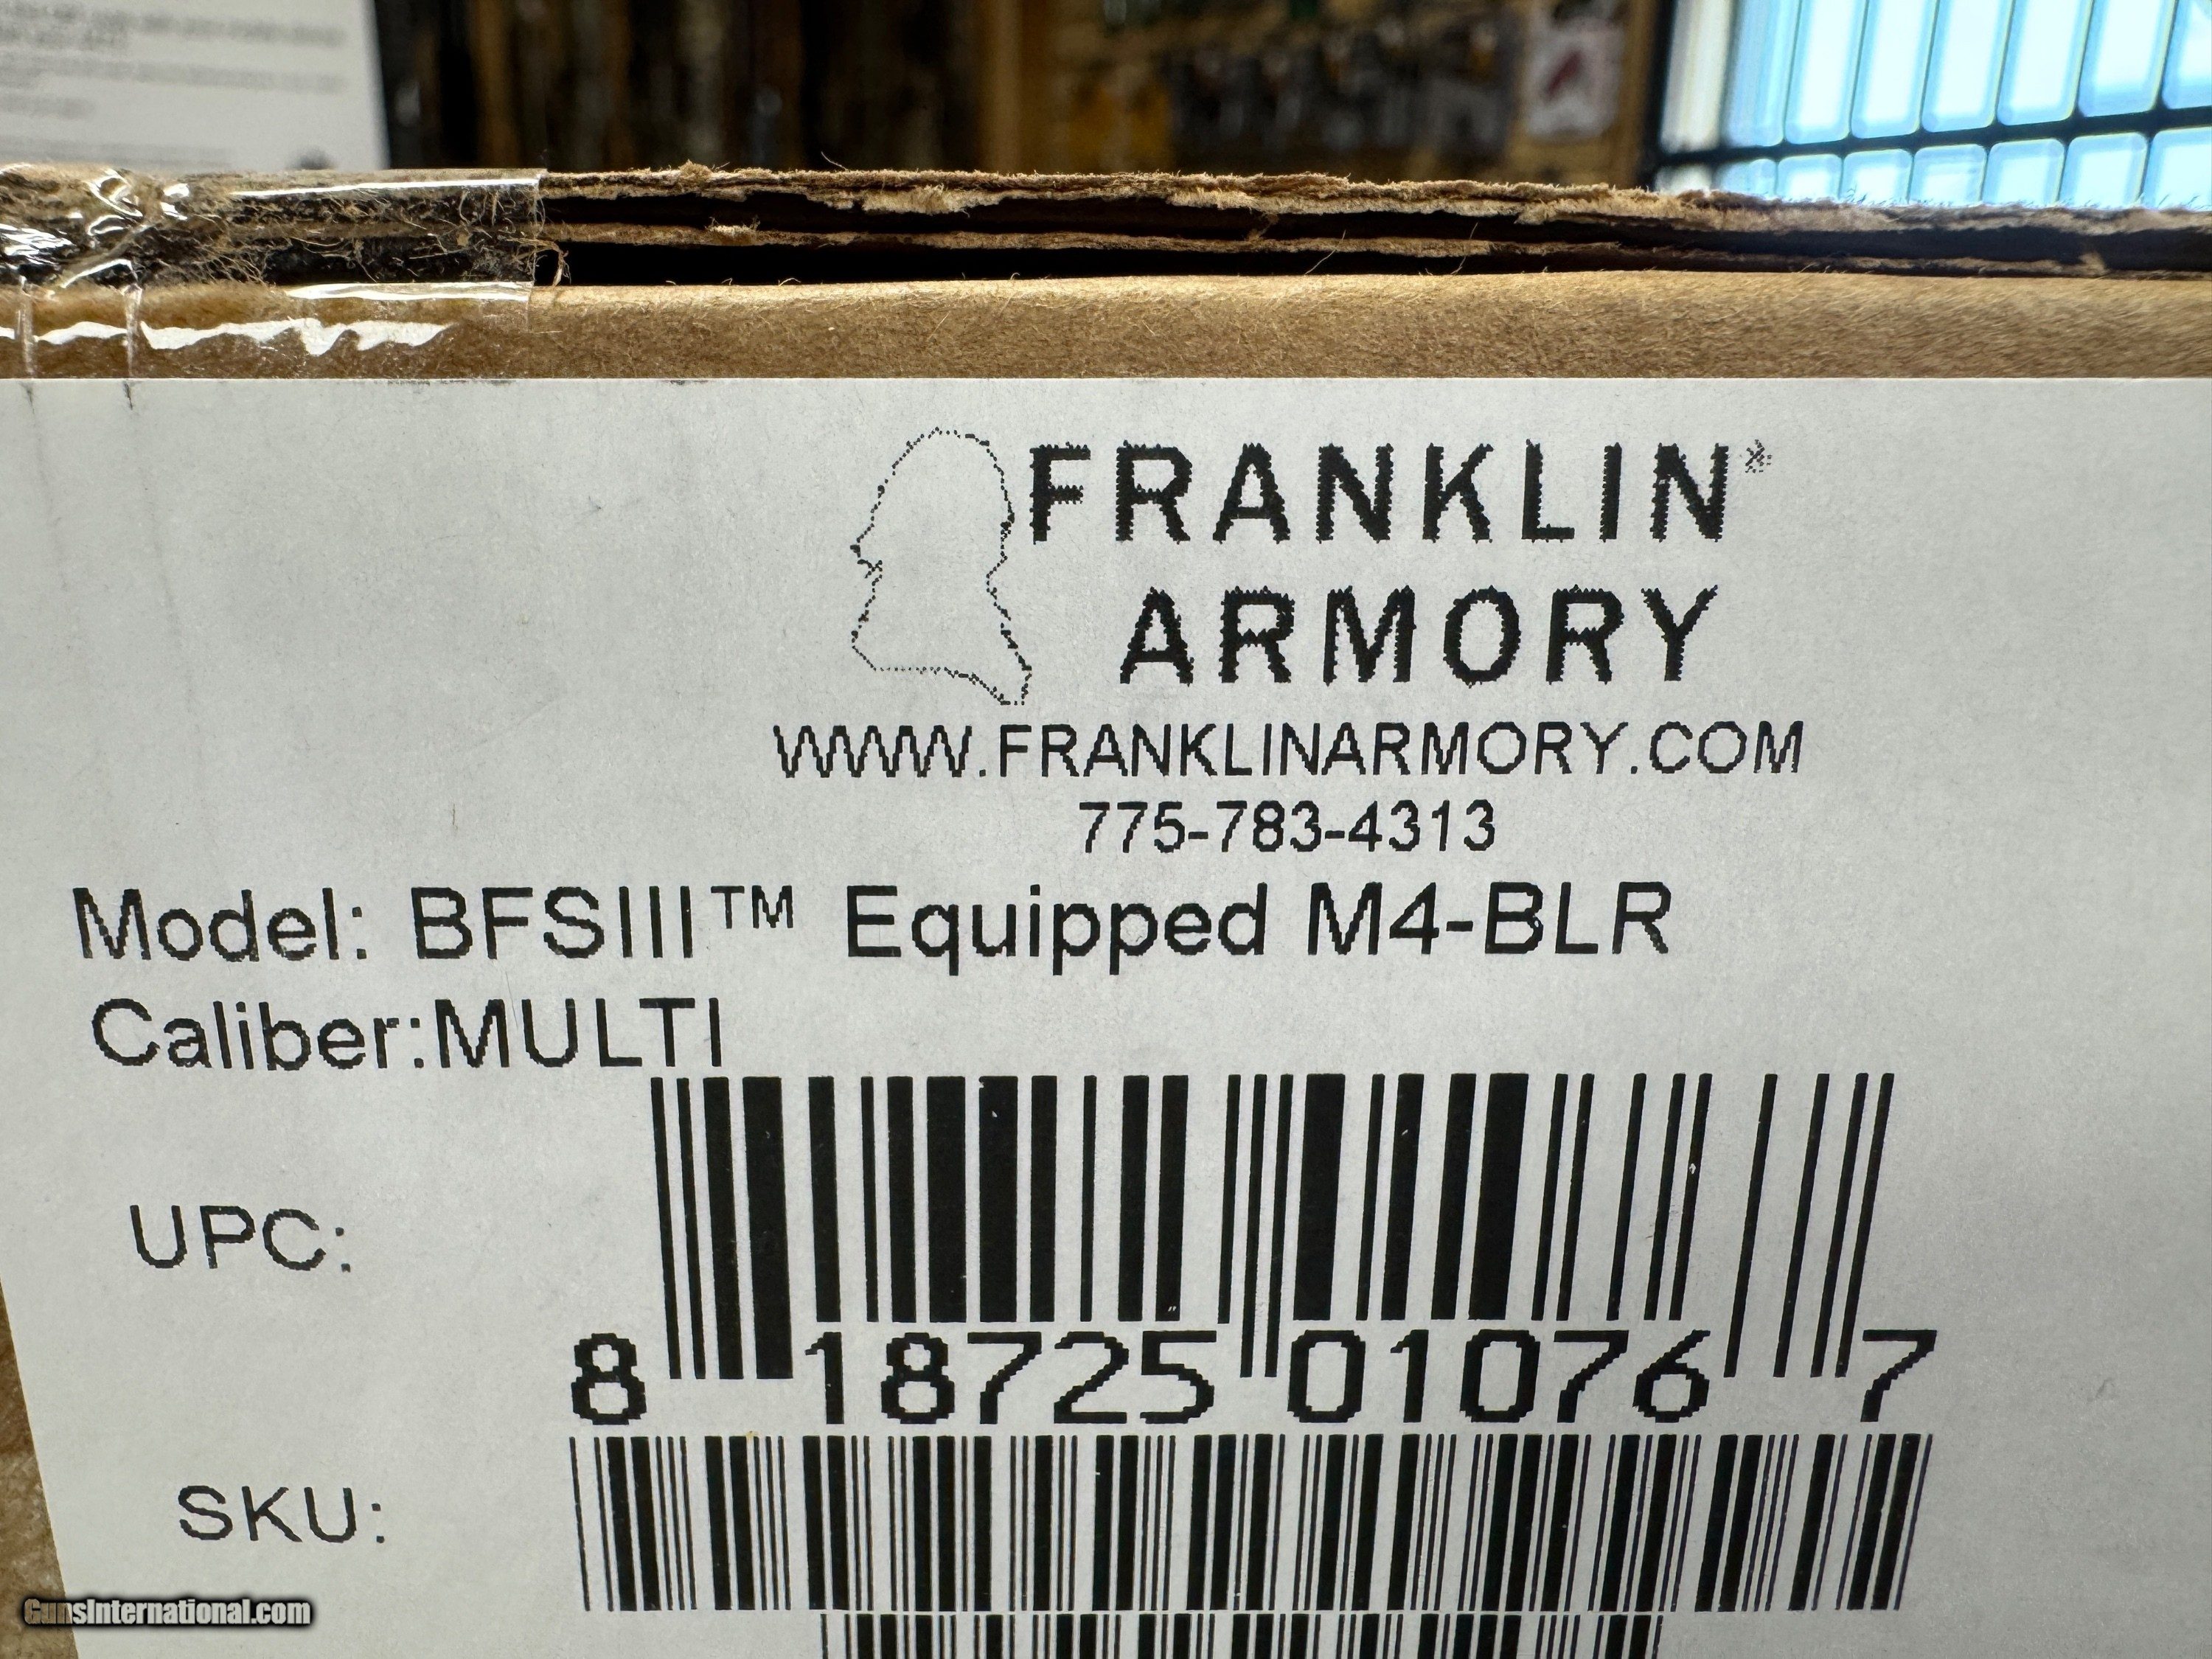 FRANKLIN®
ARMORY
WWW.FRANKLINARMORY.COM
775-783-4313
Model: BFSIII™ Equipped M4-BLR
Caliber:MULTI
UPC:
8 18725 01076 7
SKU:
GunsInternational.com